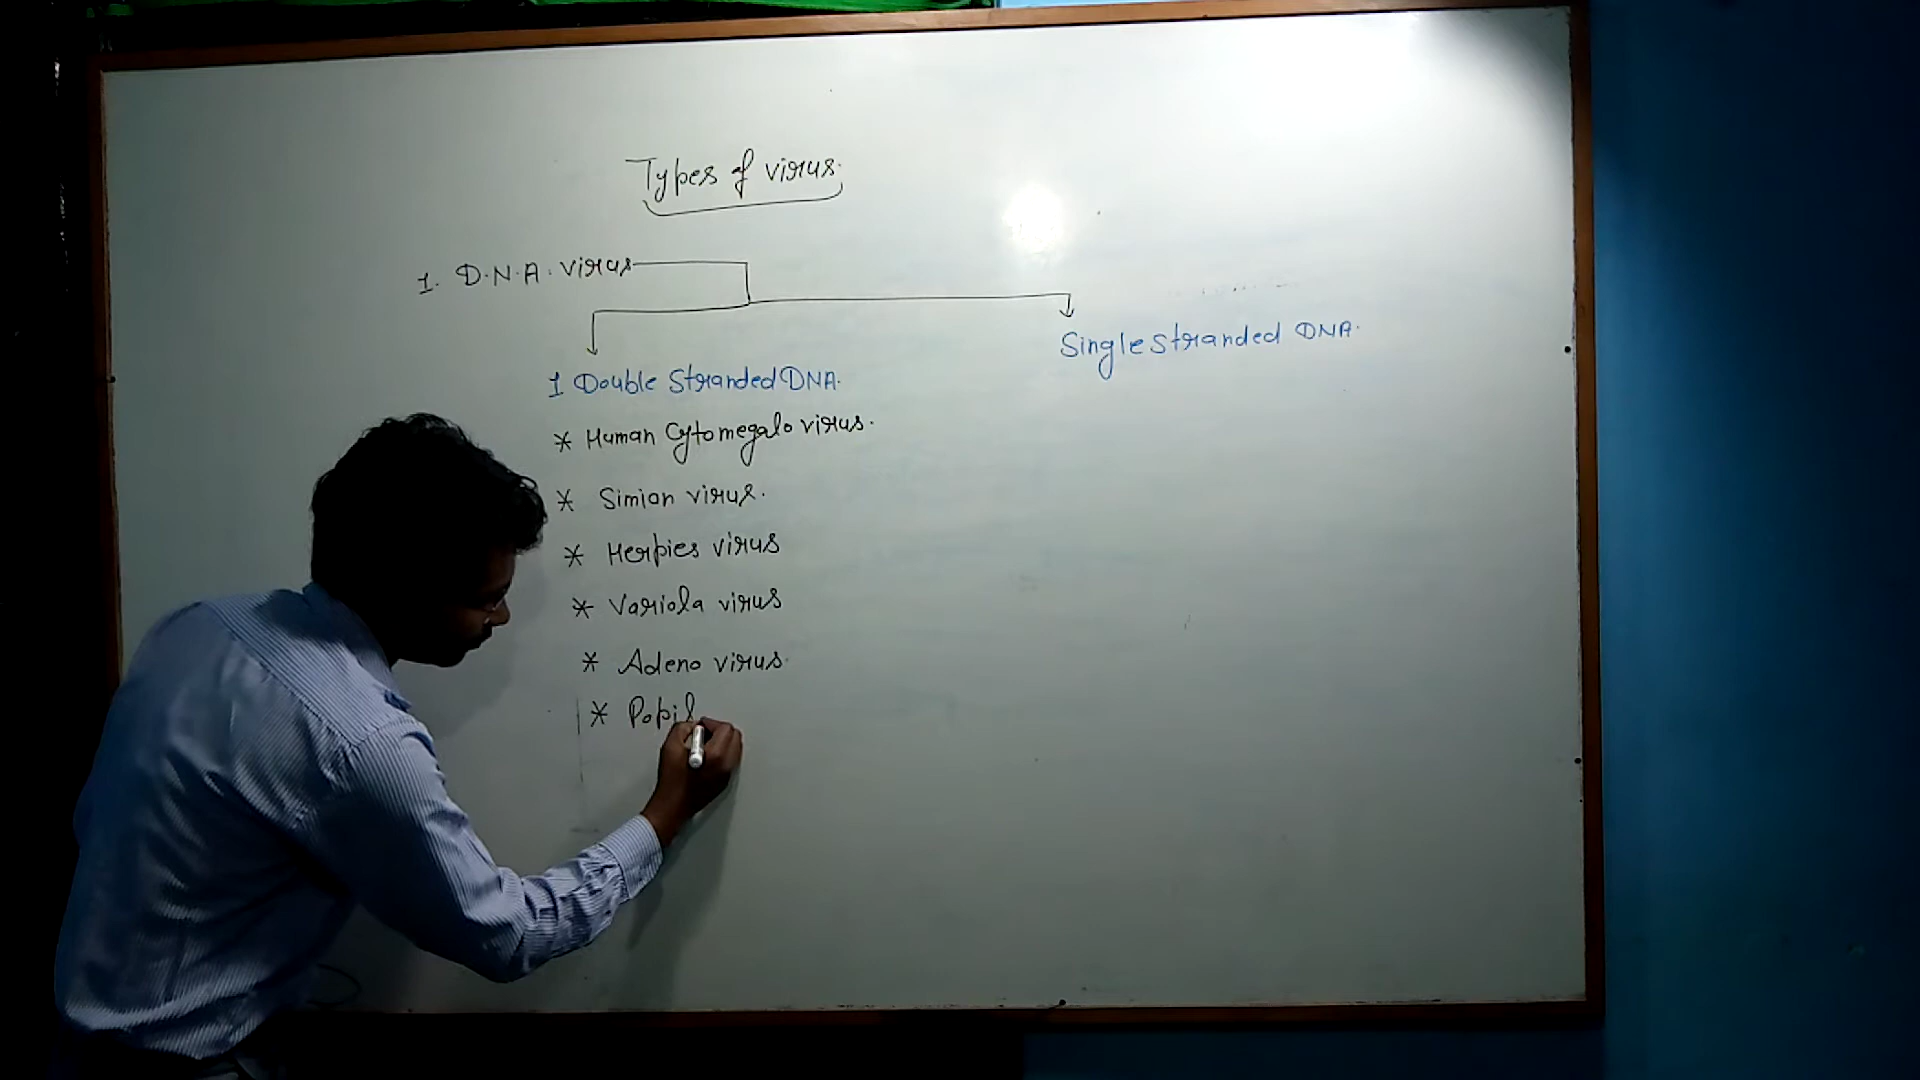 Types of virus.
1. D.N.A. virus
Single stranded DNA.
1 Double Stranded DNA.
* Human Cytomegalo virus.
* Simion virus.
* Herpies virus
* Variola virus
* Adeno virus.
* Popil